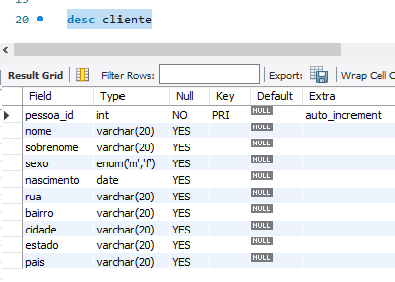 20 desc cliente
Result Grid Filter Rows: Export: Wrap Cell C
Field Type Null Key Default Extra
pessoa_id int NO PRI NULL auto_increment
nome varchar(20) YES NULL
sobrenome varchar(20) YES NULL
sexo enum('m','f') YES NULL
nascimento date YES NULL
rua varchar(20) YES NULL
bairro varchar(20) YES NULL
cidade varchar(20) YES NULL
estado varchar(20) YES NULL
pais varchar(20) YES NULL